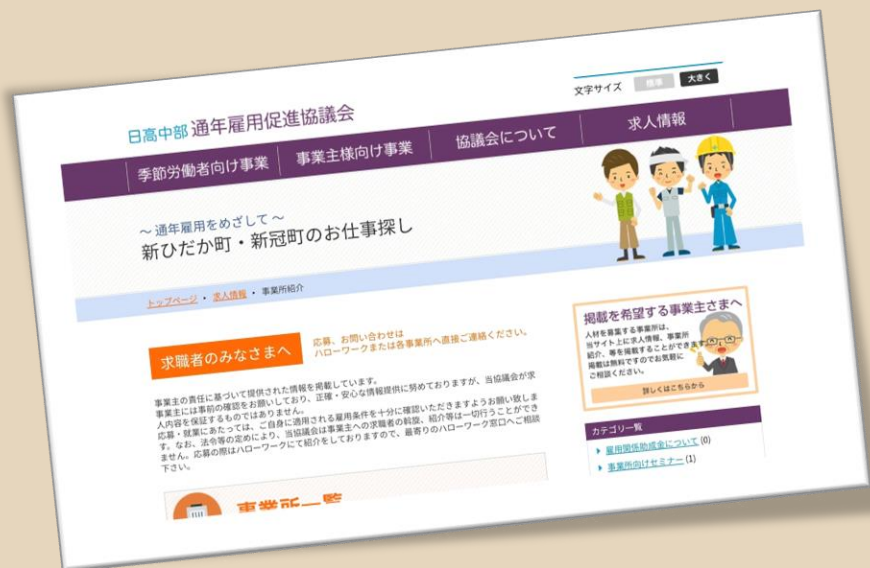 文字サイズ 標準 大きく
日高中部 通年雇用促進協議会
季節労働者向け事業 事業主様向け事業 協議会について 求人情報
～ 通年雇用をめざして ～
新ひだか町・新冠町のお仕事探し
トップページ ・ 求人情報 ・ 事業所紹介
求職者のみなさまへ
応募、お問い合わせは
ハローワークまたは各事業所へ直接ご連絡ください。
事業主の責任に基づいて提供された情報を掲載しています。
事業主には事前の確認をお願いしており、正確・安心な情報提供に努めておりますが、当協議会が求
人内容を保証するものではありません。
応募・就業にあたっては、ご自身に適用される雇用条件を十分に確認いただきますようお願い致しま
す。なお、法令等の定めにより、当協議会は事業主への求職者の斡旋、紹介等は一切行うことができ
ません。応募の際はハローワークにて紹介をしておりますので、最寄りのハローワーク窓口へご相談
下さい。
事業所一覧
掲載を希望する事業主さまへ
人材を募集する事業所は、
当サイト上に求人情報、事業所
紹介、等を掲載することができます。
掲載は無料ですのでお気軽に
ご相談ください。
詳しくはこちらから
カテゴリ一覧
雇用関係助成金について (0)
事業所向けセミナー (1)